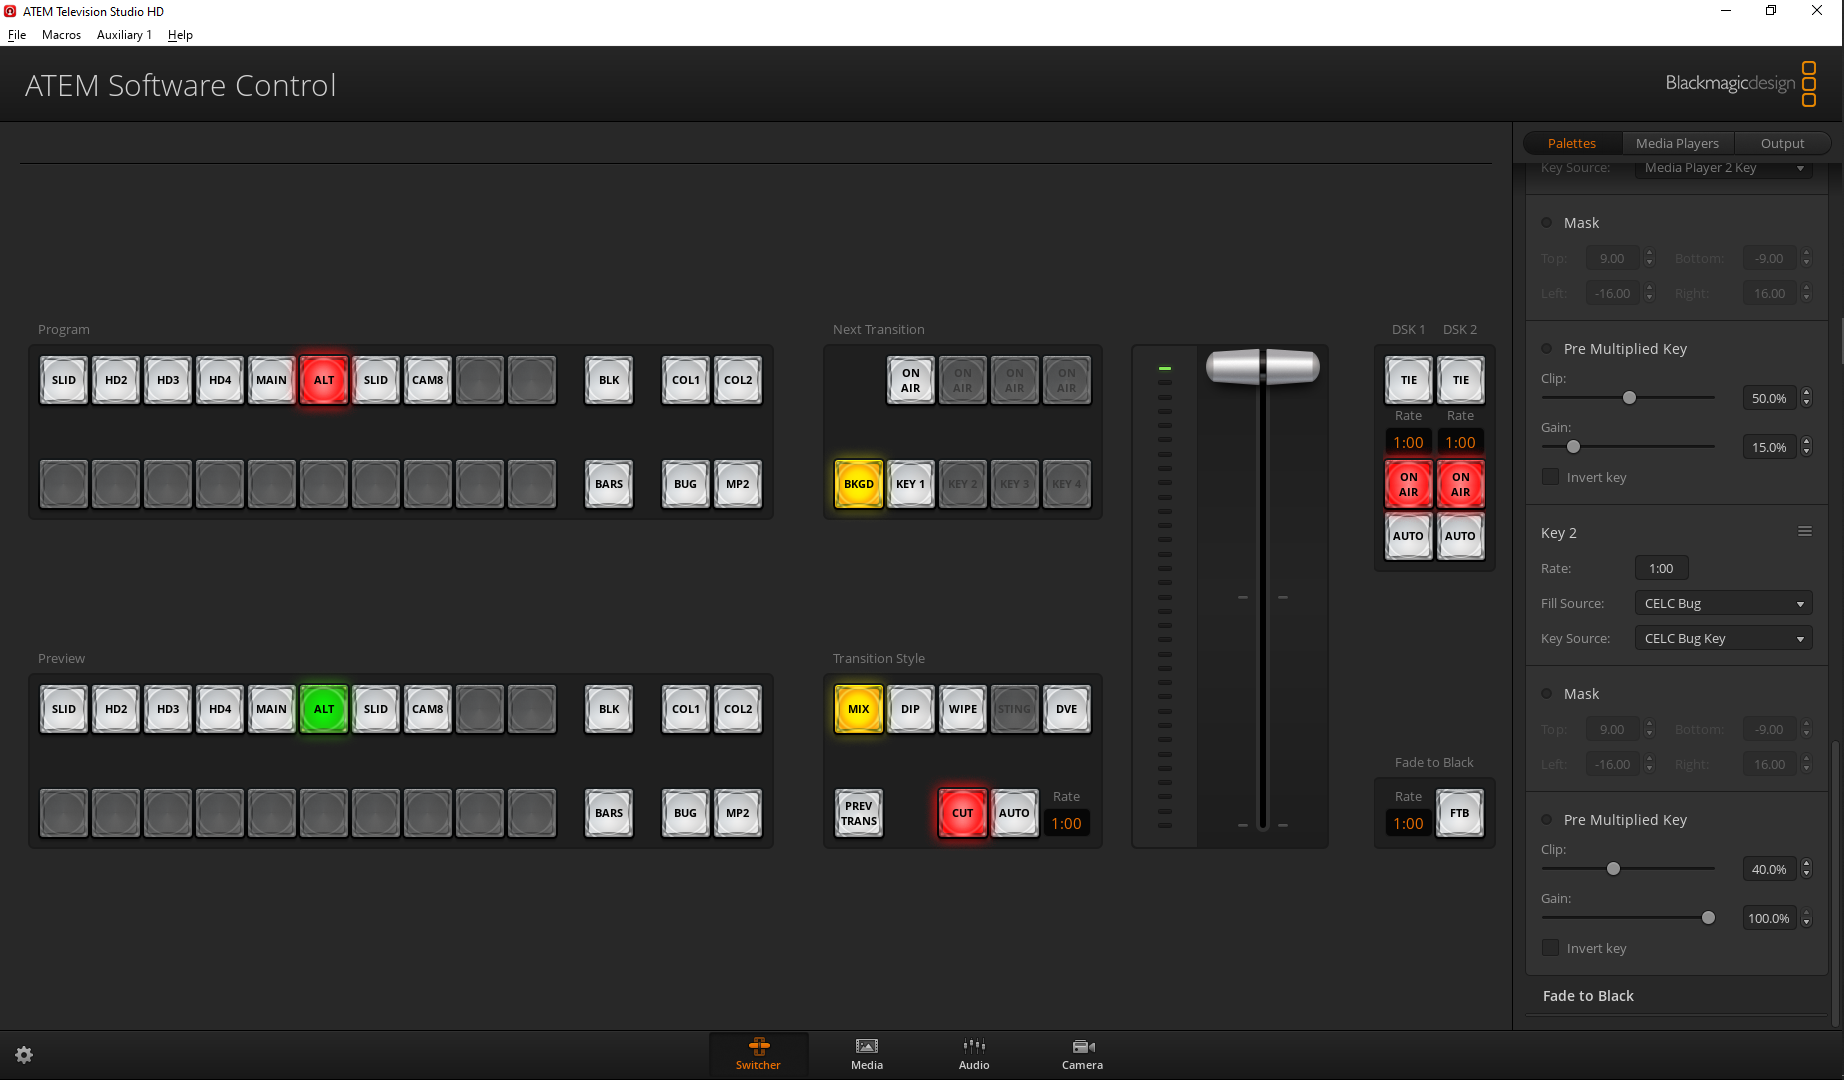 ATEM Television Studio HD
File Macros Auxiliary 1 Help
ATEM Software Control
Blackmagicdesign
Palettes Media Players Output
Key Source: Media Player 2 Key
Mask
Top: 9.00 Bottom: -9.00
Left: -16.00 Right: 16.00
Pre Multiplied Key
Clip:
50.0%
Gain:
15.0%
Invert key
Key 2
Rate: 1:00
Fill Source: CELC Bug
Key Source: CELC Bug Key
Mask
Top: 9.00 Bottom: -9.00
Left: -16.00 Right: 16.00
Pre Multiplied Key
Clip:
40.0%
Gain:
100.0%
Invert key
Fade to Black
Program
SLID HD2 HD3 HD4 MAIN ALT SLID CAM8 BLK COL1 COL2
BARS BUG MP2
Next Transition
ON AIR ON AIR ON AIR ON AIR
BKGD KEY 1 KEY 2 KEY 3 KEY 4
DSK 1 DSK 2
TIE TIE
Rate Rate
1:00 1:00
ON AIR ON AIR
AUTO AUTO
Preview
SLID HD2 HD3 HD4 MAIN ALT SLID CAM8 BLK COL1 COL2
BARS BUG MP2
Transition Style
MIX DIP WIPE STING DVE
PREV TRANS CUT AUTO Rate 1:00
Fade to Black
Rate
1:00 FTB
Switcher Media Audio Camera